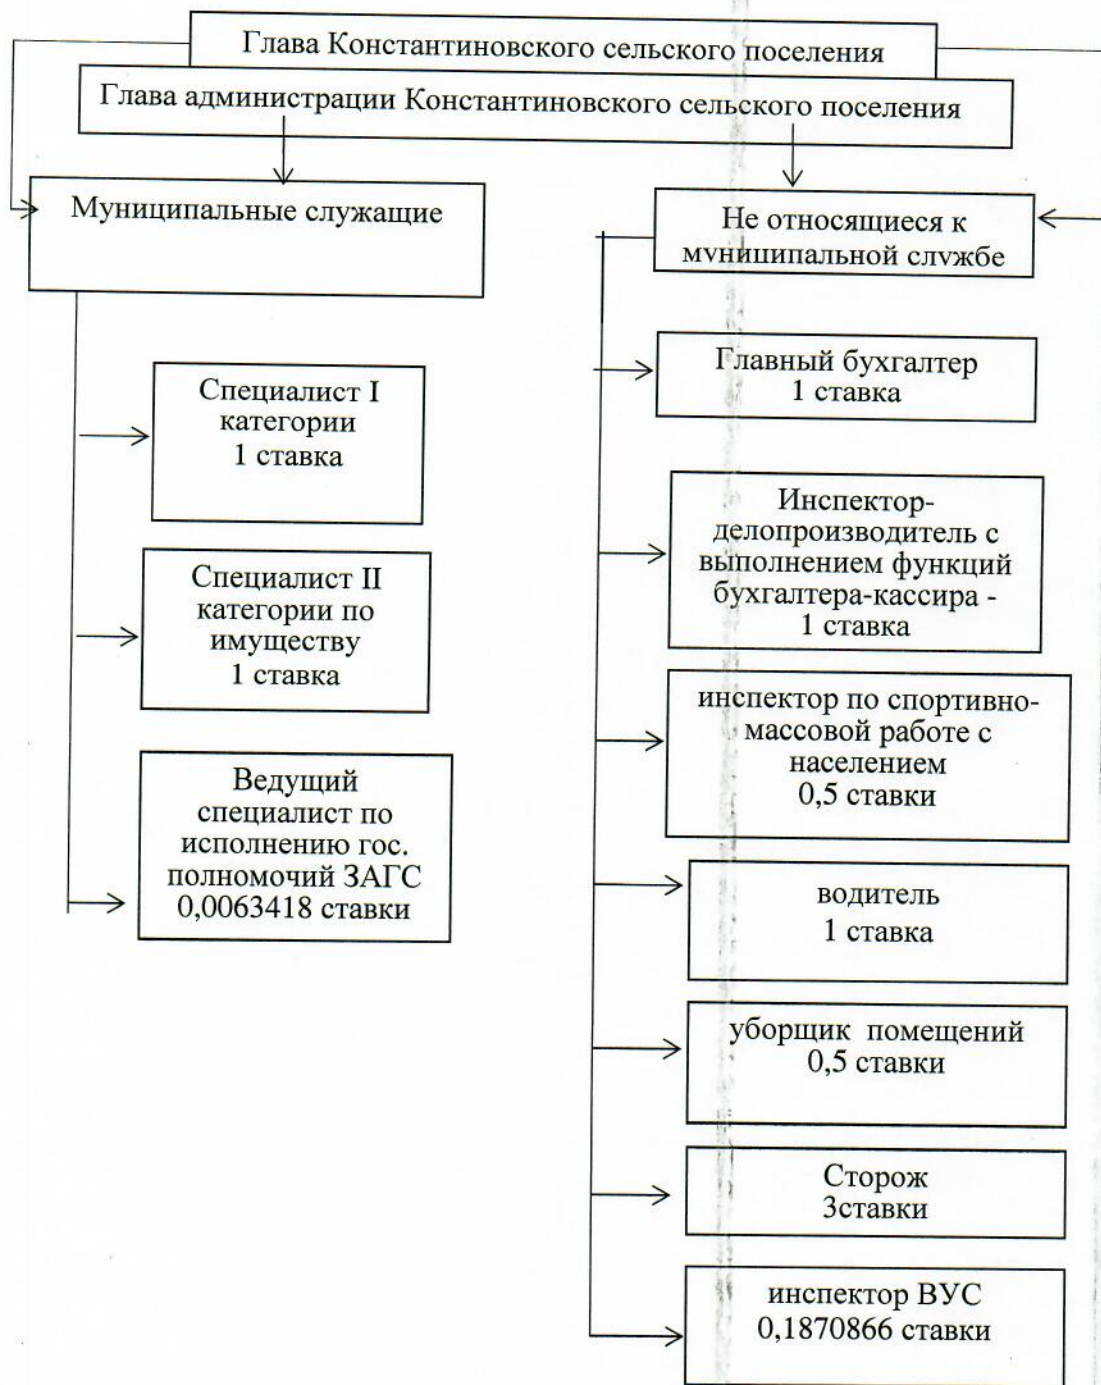 Глава Константиновского сельского поселения
Глава администрации Константиновского сельского поселения
Муниципальные служащие
Специалист I
категории
1 ставка
Специалист II
категории по
имуществу
1 ставка
Ведущий
специалист по
исполнению гос.
полномочий ЗАГС
0,0063418 ставки
Не относящиеся к
муниципальной службе
Главный бухгалтер
1 ставка
Инспектор-
делопроизводитель с
выполнением функций
бухгалтера-кассира -
1 ставка
инспектор по спортивно-
массовой работе с
населением
0,5 ставки
водитель
1 ставка
уборщик помещений
0,5 ставки
Сторож
3ставки
инспектор ВУС
0,1870866 ставки